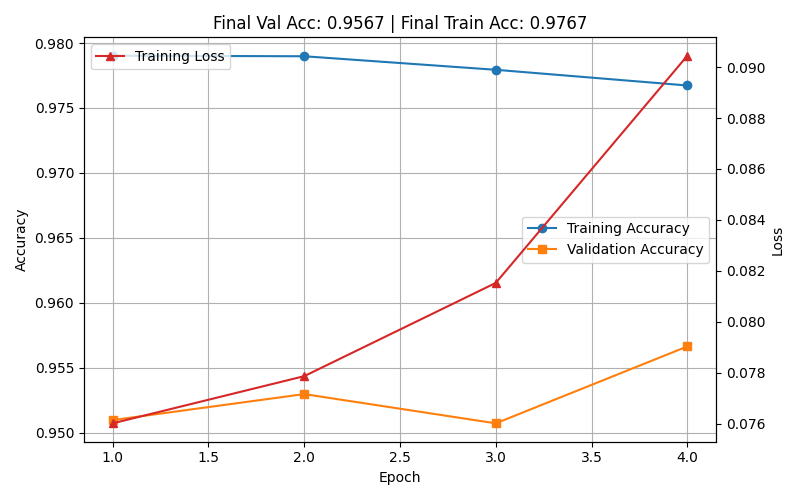 Final Val Acc: 0.9567 | Final Train Acc: 0.9767
Training Loss
Training Accuracy
Validation Accuracy
Accuracy
0.980
0.975
0.970
0.965
0.960
0.955
0.950
Loss
0.090
0.088
0.086
0.084
0.082
0.080
0.078
0.076
1.0 1.5 2.0 2.5 3.0 3.5 4.0
Epoch